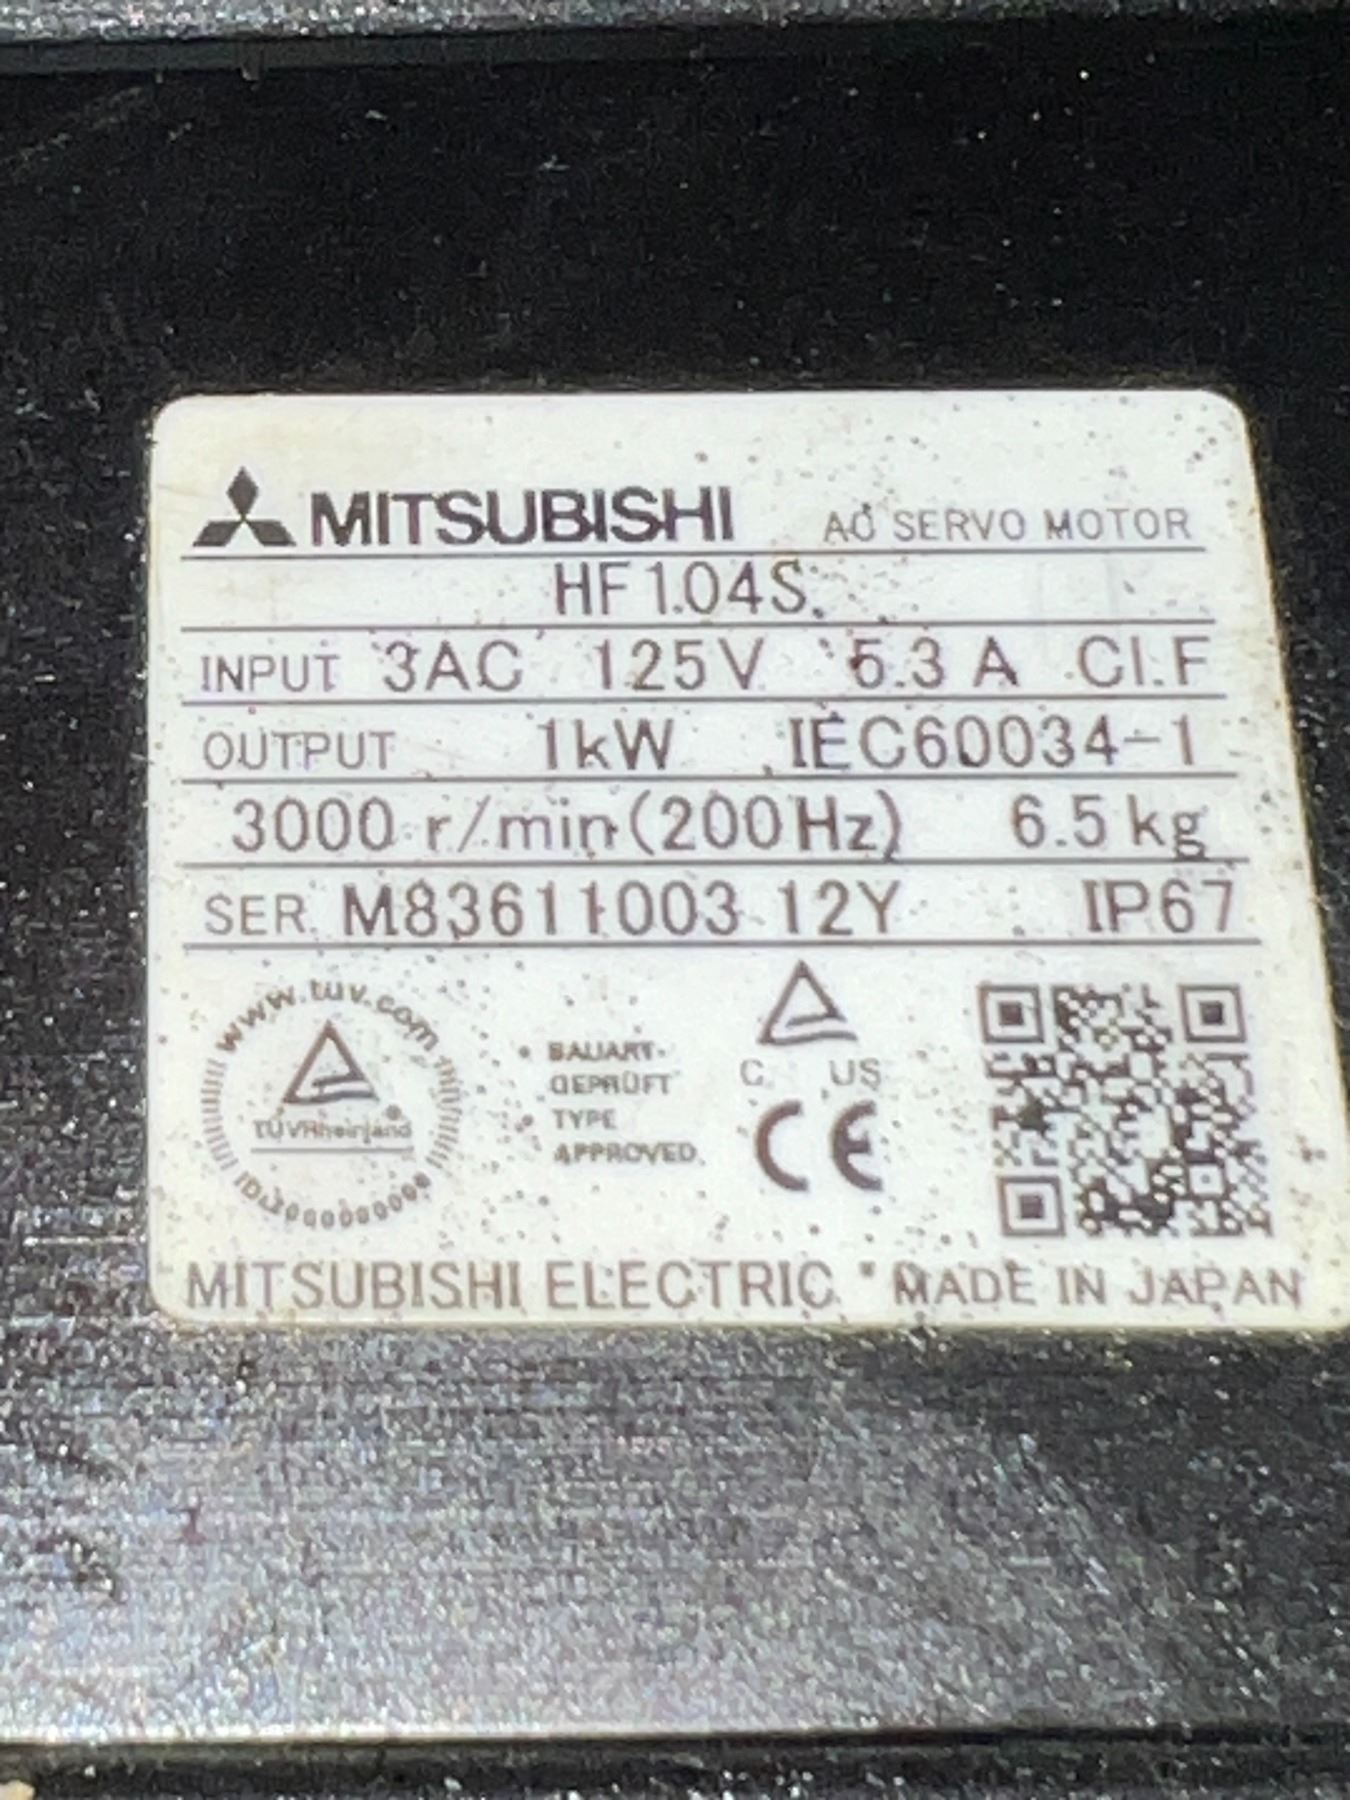 MITSUBISHI AC SERVO MOTOR
HF104S
INPUT 3AC 125V 5.3 A CI.F
OUTPUT 1kW IEC60034-1
3000 r/min(200Hz) 6.5 kg
SER. M83611003 12Y IP67
www.tuv.com
TÜVRheinland
ID:
BAUART-
GEPRÜFT
TYPE
APPROVED
C US
CE
MITSUBISHI ELECTRIC MADE IN JAPAN